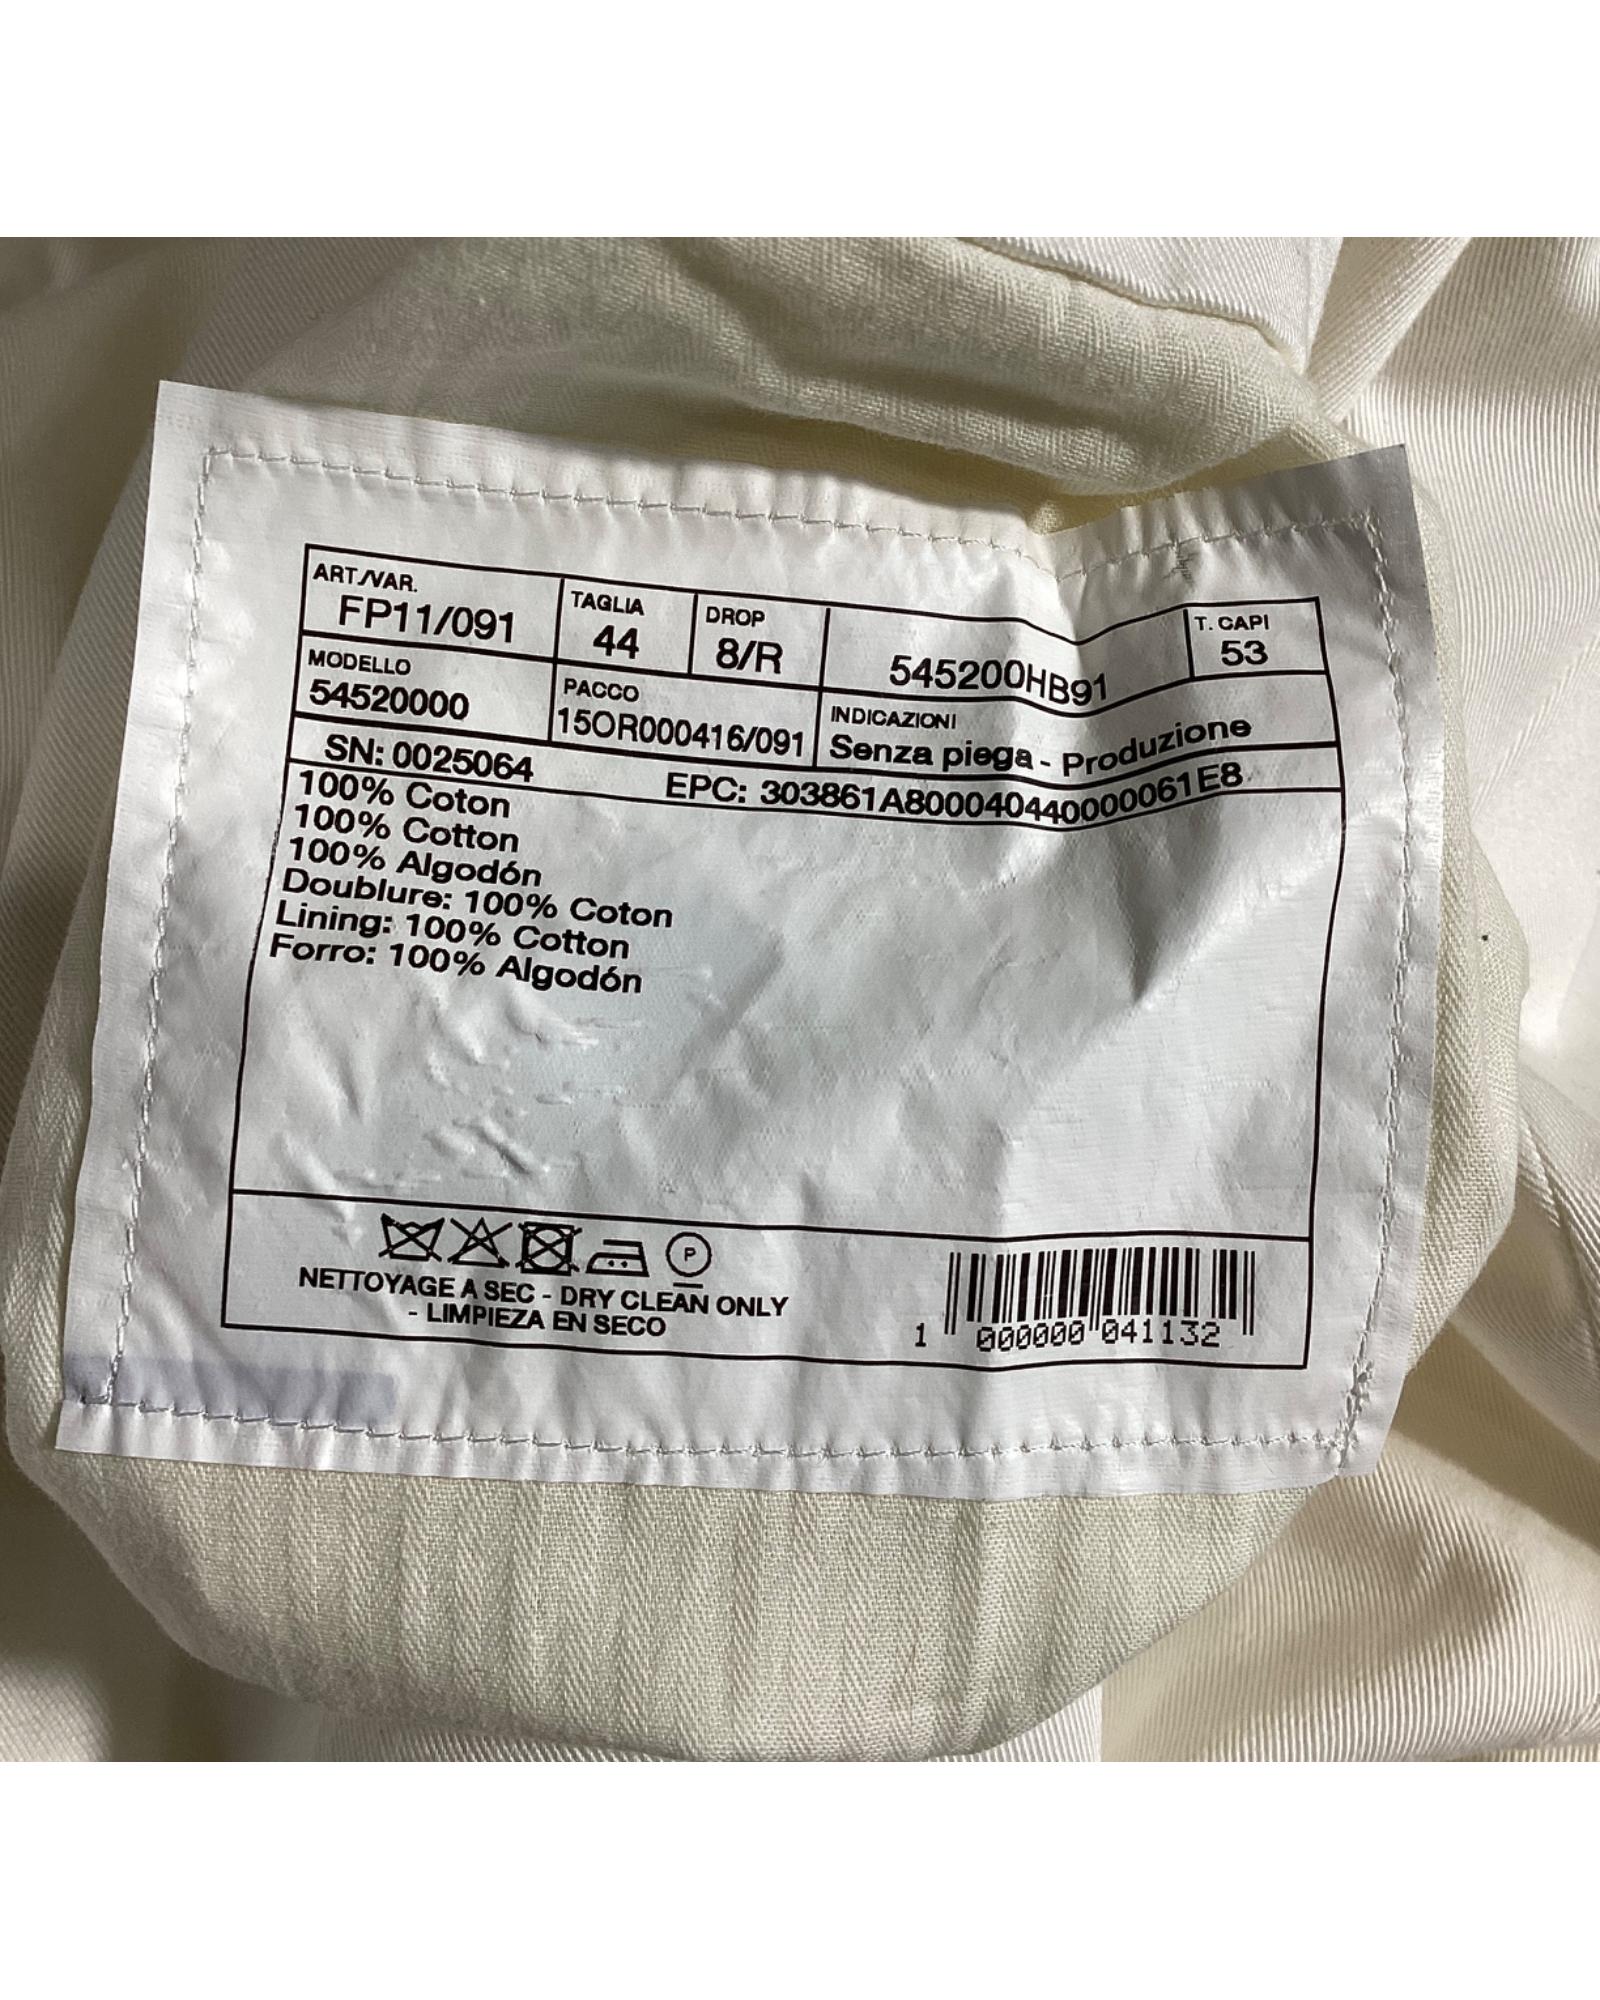 ART./VAR. TAGLIA DROP 545200HB91 T. CAPI
FP11/091 44 8/R 53
MODELLO PACCO INDICAZIONI
54520000 15OR000416/091 Senza piega - Produzione
SN: 0025064 EPC: 303861A800040440000061E8
100% Coton
100% Cotton
100% Algodón
Doublure: 100% Coton
Lining: 100% Cotton
Forro: 100% Algodón
P
NETTOYAGE A SEC - DRY CLEAN ONLY
- LIMPIEZA EN SECO
1 000000 041132